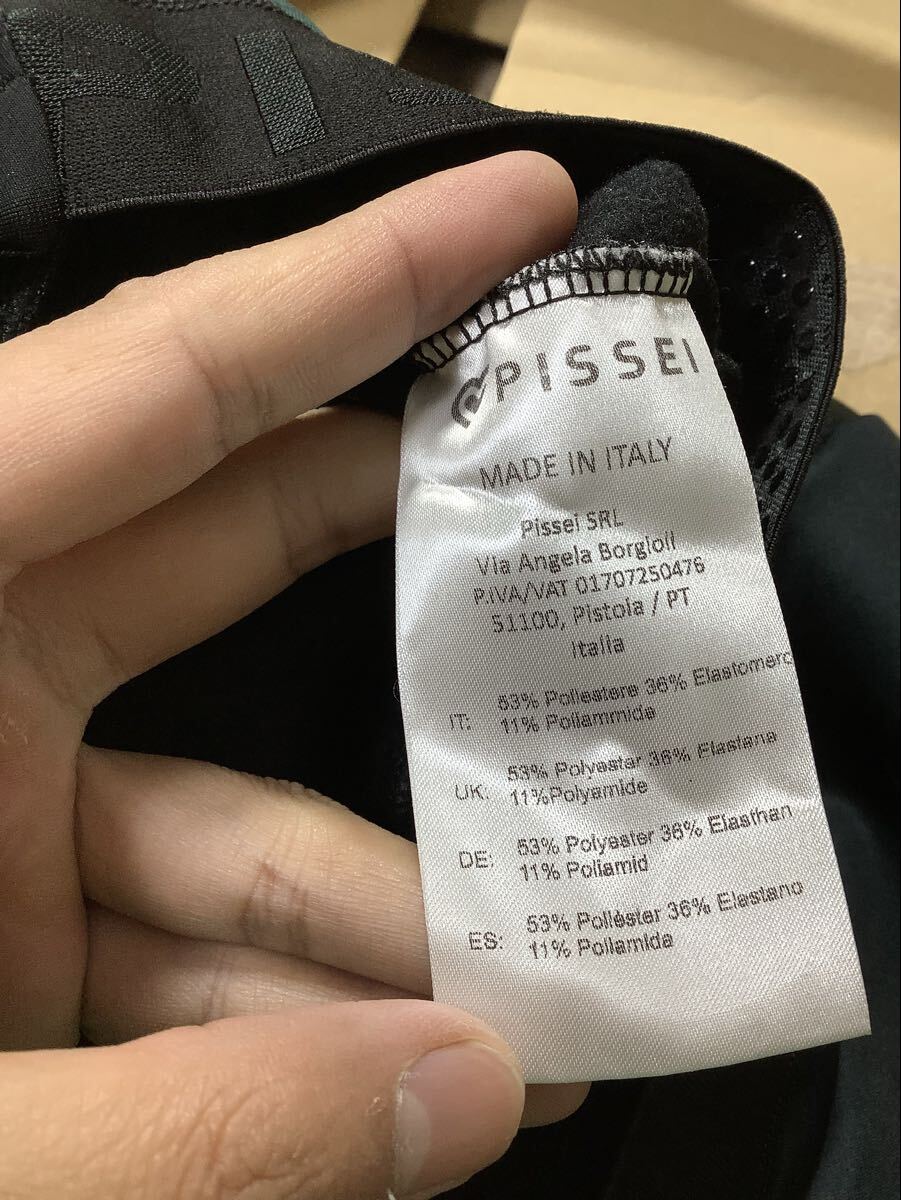 PISSEI
MADE IN ITALY
Pissei SRL
Via Angela Borgioli
P.IVA/VAT 01707250476
51100, Pistoia / PT
Italia
IT: 53% Poliestere 36% Elastomero
11% Poliammide
UK: 53% Polyester 36% Elastane
11%Polyamide
DE: 53% Polyester 36% Elasthan
11% Poliamid
ES: 53% Poliéster 36% Elastano
11% Poliamida